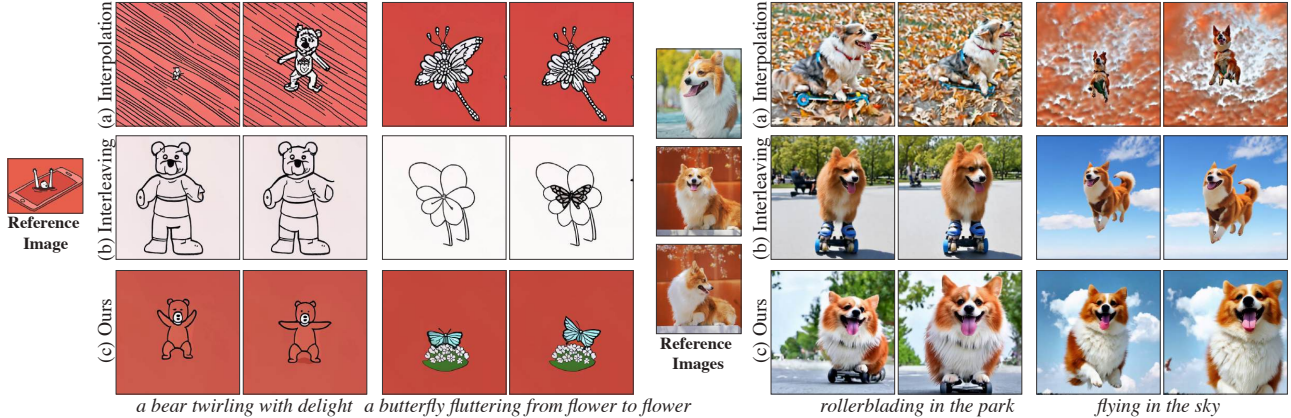 (a) Interpolation
(b) Interleaving
(c) Ours
Reference
Image
a bear twirling with delight
a butterfly fluttering from flower to flower
Reference
Images
(a) Interpolation
(b) Interleaving
(c) Ours
rollerblading in the park
flying in the sky